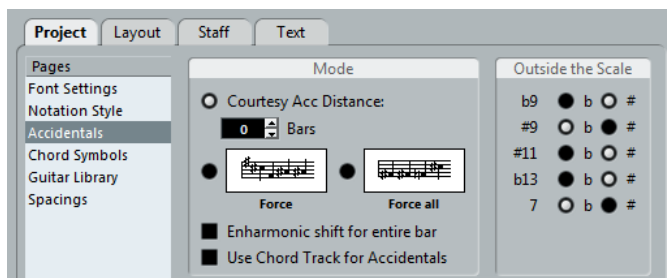 Project Layout Staff Text
Pages
Font Settings
Notation Style
Accidentals
Chord Symbols
Guitar Library
Spacings
Mode
Courtesy Acc Distance:
0 Bars
Force Force all
Enharmonic shift for entire bar
Use Chord Track for Accidentals
Outside the Scale
b9 b #
#9 b #
#11 b #
b13 b #
7 b #